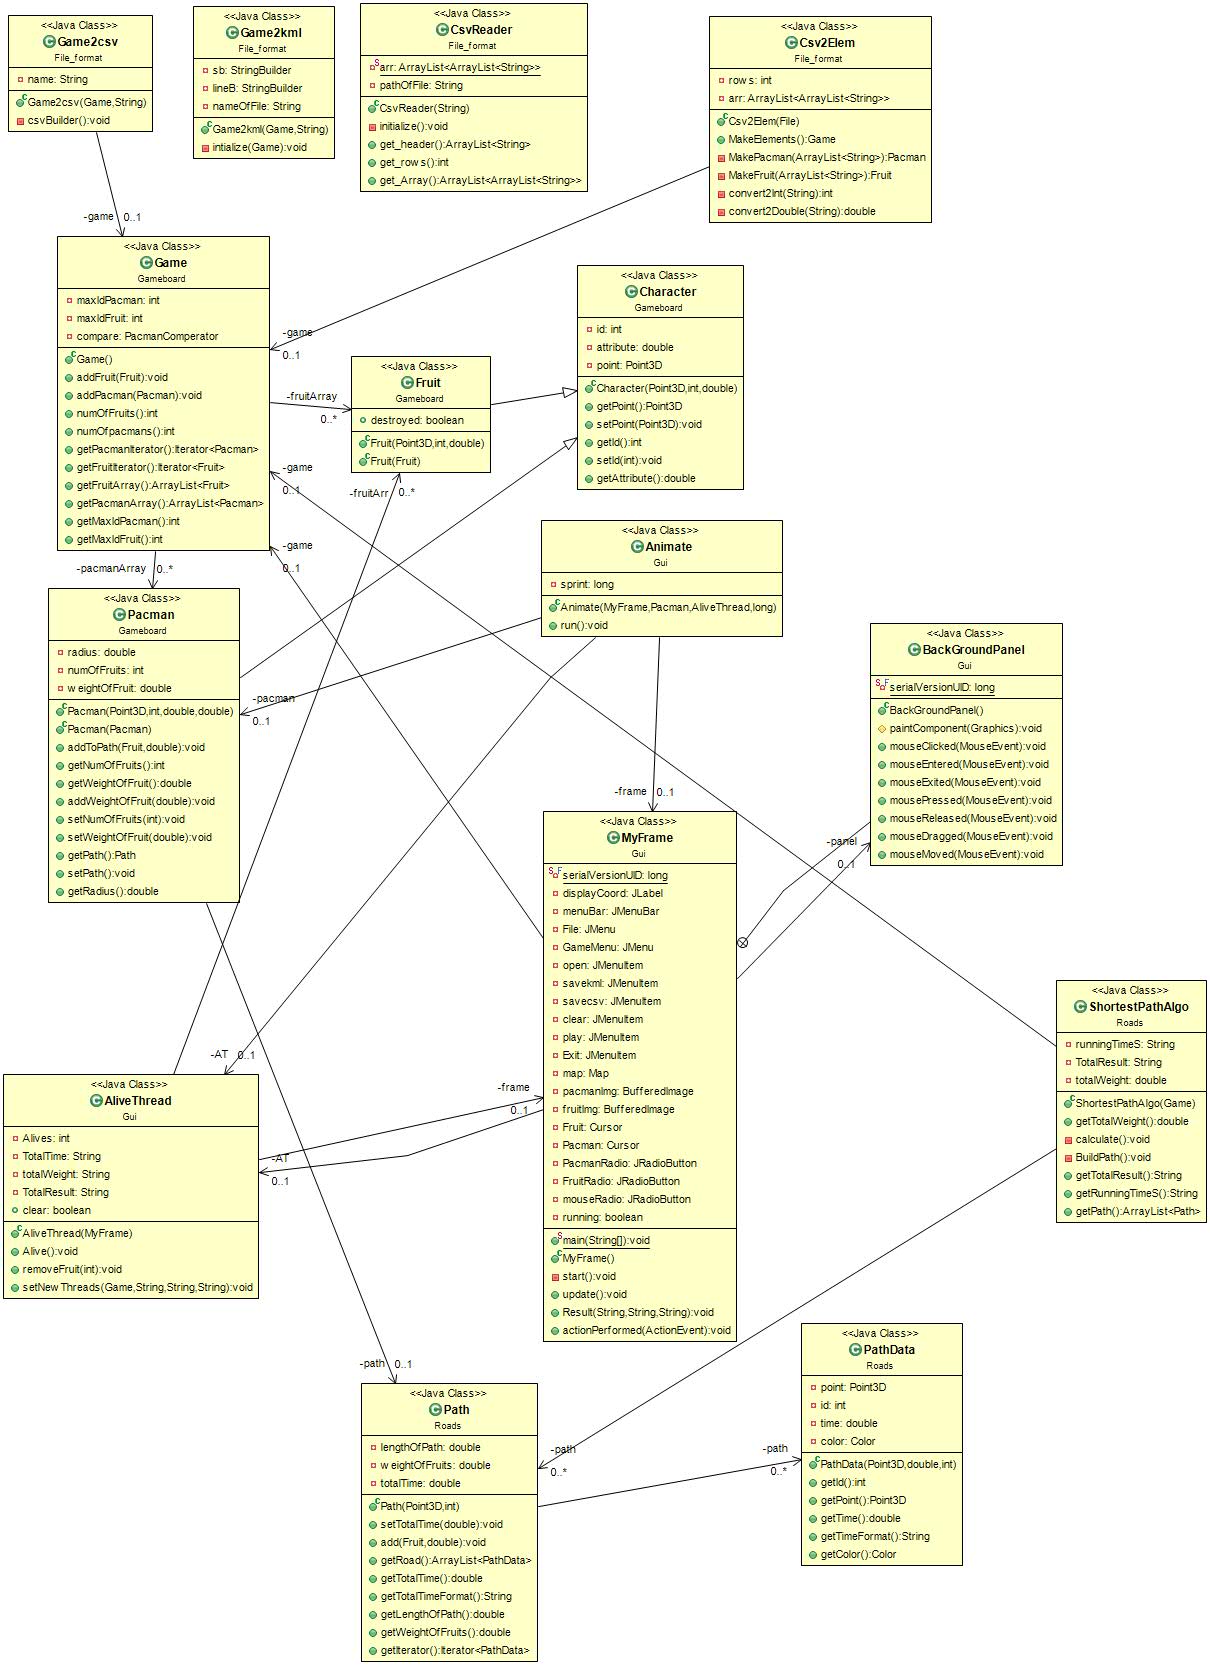 <<Java Class>>
Game2csv
File_format
name: String
Game2csv(Game,String)
csvBuilder():void
<<Java Class>>
Game2kml
File_format
sb: StringBuilder
lineB: StringBuilder
nameOfFile: String
Game2kml(Game,String)
intialize(Game):void
<<Java Class>>
CsvReader
File_format
arr: ArrayList<ArrayList<String>>
pathOfFile: String
CsvReader(String)
initialize():void
get_header():ArrayList<String>
get_rows():int
get_Array():ArrayList<ArrayList<String>>
<<Java Class>>
Csv2Elem
File_format
rows: int
arr: ArrayList<ArrayList<String>>
Csv2Elem(File)
MakeElements():Game
MakePacman(ArrayList<String>):Pacman
MakeFruit(ArrayList<String>):Fruit
convert2Int(String):int
convert2Double(String):double
-game 0..1
<<Java Class>>
Game
Gameboard
maxIdPacman: int
maxIdFruit: int
compare: PacmanComperator
Game()
addFruit(Fruit):void
addPacman(Pacman):void
numOfFruits():int
numOfpacmans():int
getPacmanIterator():Iterator<Pacman>
getFruitIterator():Iterator<Fruit>
getFruitArray():ArrayList<Fruit>
getPacmanArray():ArrayList<Pacman>
getMaxIdPacman():int
getMaxIdFruit():int
-game
0..1
-fruitArray
0..*
<<Java Class>>
Fruit
Gameboard
destroyed: boolean
Fruit(Point3D,int,double)
Fruit(Fruit)
<<Java Class>>
Character
Gameboard
id: int
attribute: double
point: Point3D
Character(Point3D,int,double)
getPoint():Point3D
setPoint(Point3D):void
getId():int
setId(int):void
getAttribute():double
-game
0..1
-fruitArr 0..*
-game
0..1
-pacmanArray 0..*
<<Java Class>>
Pacman
Gameboard
radius: double
numOfFruits: int
weightOfFruit: double
Pacman(Point3D,int,double,double)
Pacman(Pacman)
addToPath(Fruit,double):void
getNumOfFruits():int
getWeightOfFruit():double
addWeightOfFruit(double):void
setNumOfFruits(int):void
setWeightOfFruit(double):void
getPath():Path
setPath():void
getRadius():double
<<Java Class>>
Animate
Gui
sprint: long
Animate(MyFrame,Pacman,AliveThread,long)
run():void
-pacman
0..1
-frame 0..1
<<Java Class>>
BackGroundPanel
Gui
serialVersionUID: long
BackGroundPanel()
paintComponent(Graphics):void
mouseClicked(MouseEvent):void
mouseEntered(MouseEvent):void
mouseExited(MouseEvent):void
mousePressed(MouseEvent):void
mouseReleased(MouseEvent):void
mouseDragged(MouseEvent):void
mouseMoved(MouseEvent):void
-panel
0..1
<<Java Class>>
MyFrame
Gui
serialVersionUID: long
displayCoord: JLabel
menuBar: JMenuBar
File: JMenu
GameMenu: JMenu
open: JMenuItem
savekml: JMenuItem
savecsv: JMenuItem
clear: JMenuItem
play: JMenuItem
Exit: JMenuItem
map: Map
pacmanImg: BufferedImage
fruitImg: BufferedImage
Fruit: Cursor
Pacman: Cursor
PacmanRadio: JRadioButton
FruitRadio: JRadioButton
mouseRadio: JRadioButton
running: boolean
main(String[]):void
MyFrame()
start():void
update():void
Result(String,String,String):void
actionPerformed(ActionEvent):void
<<Java Class>>
ShortestPathAlgo
Roads
runningTimeS: String
TotalResult: String
totalWeight: double
ShortestPathAlgo(Game)
getTotalWeight():double
calculate():void
BuildPath():void
getTotalResult():String
getRunningTimeS():String
getPath():ArrayList<Path>
-AT 0..1
<<Java Class>>
AliveThread
Gui
Alives: int
TotalTime: String
totalWeight: String
TotalResult: String
clear: boolean
AliveThread(MyFrame)
Alive():void
removeFruit(int):void
setNewThreads(Game,String,String,String):void
-frame
0..1
-AT
0..1
-path 0..1
<<Java Class>>
Path
Roads
lengthOfPath: double
weightOfFruits: double
totalTime: double
Path(Point3D,int)
setTotalTime(double):void
add(Fruit,double):void
getRoad():ArrayList<PathData>
getTotalTime():double
getTotalTimeFormat():String
getLengthOfPath():double
getWeightOfFruits():double
getIterator():Iterator<PathData>
-path
0..*
-path
0..*
<<Java Class>>
PathData
Roads
point: Point3D
id: int
time: double
color: Color
PathData(Point3D,double,int)
getId():int
getPoint():Point3D
getTime():double
getTimeFormat():String
getColor():Color